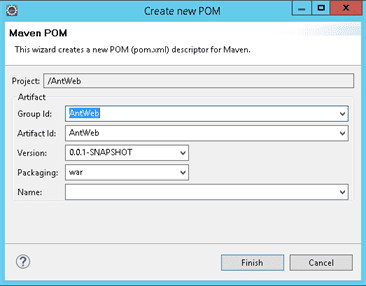 Create new POM
Maven POM
This wizard creates a new POM (pom.xml) descriptor for Maven.
Project: /AntWeb
Artifact
Group Id: AntWeb
Artifact Id: AntWeb
Version: 0.0.1-SNAPSHOT
Packaging: war
Name:
Finish Cancel